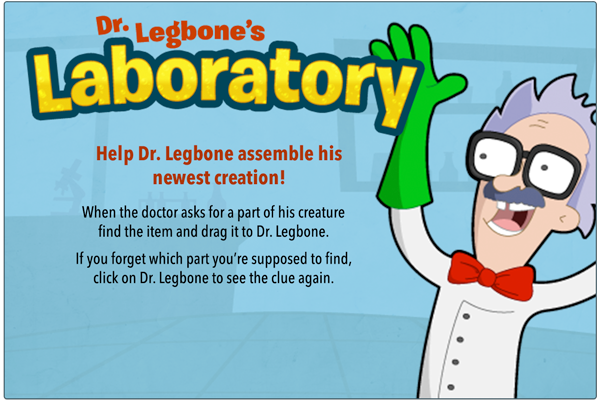 Dr. Legbone's
Laboratory
Help Dr. Legbone assemble his
newest creation!
When the doctor asks for a part of his creature
find the item and drag it to Dr. Legbone.
If you forget which part you’re supposed to find,
click on Dr. Legbone to see the clue again.